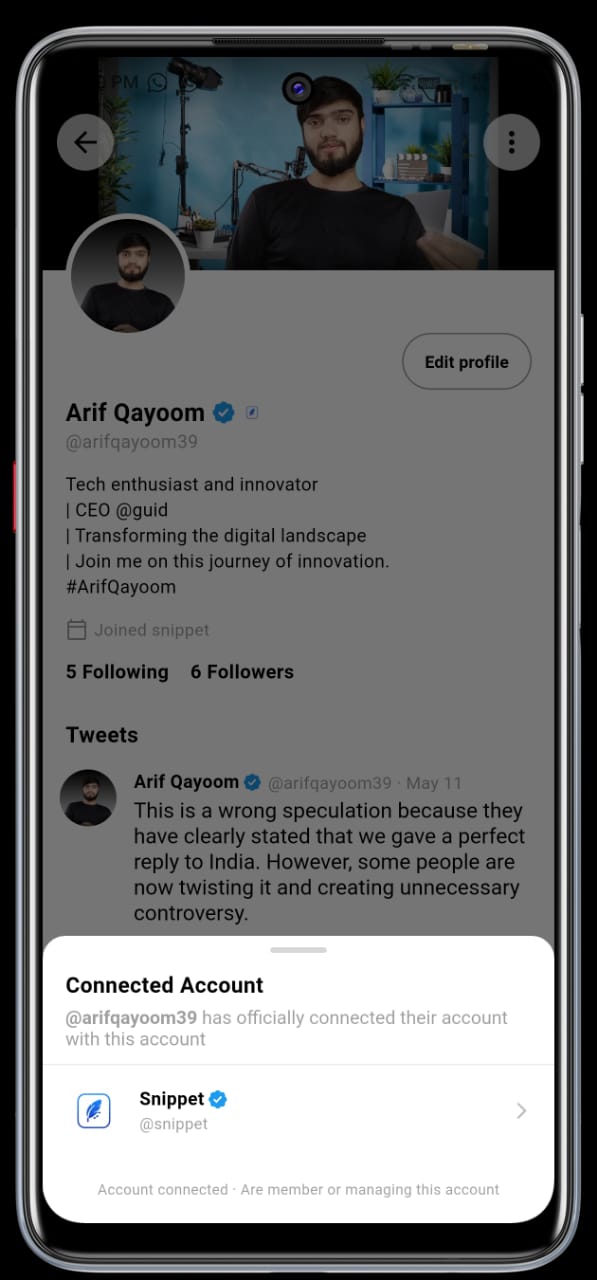 PM
Edit profile
Arif Qayoom
@arifqayoom39
Tech enthusiast and innovator
| CEO @guid
| Transforming the digital landscape
| Join me on this journey of innovation.
#ArifQayoom
Joined snippet
5 Following 6 Followers
Tweets
Arif Qayoom @arifqayoom39 · May 11
This is a wrong speculation because they
have clearly stated that we gave a perfect
reply to India. However, some people are
now twisting it and creating unnecessary
controversy.
Connected Account
@arifqayoom39 has officially connected their account
with this account
Snippet
@snippet
Account connected · Are member or managing this account